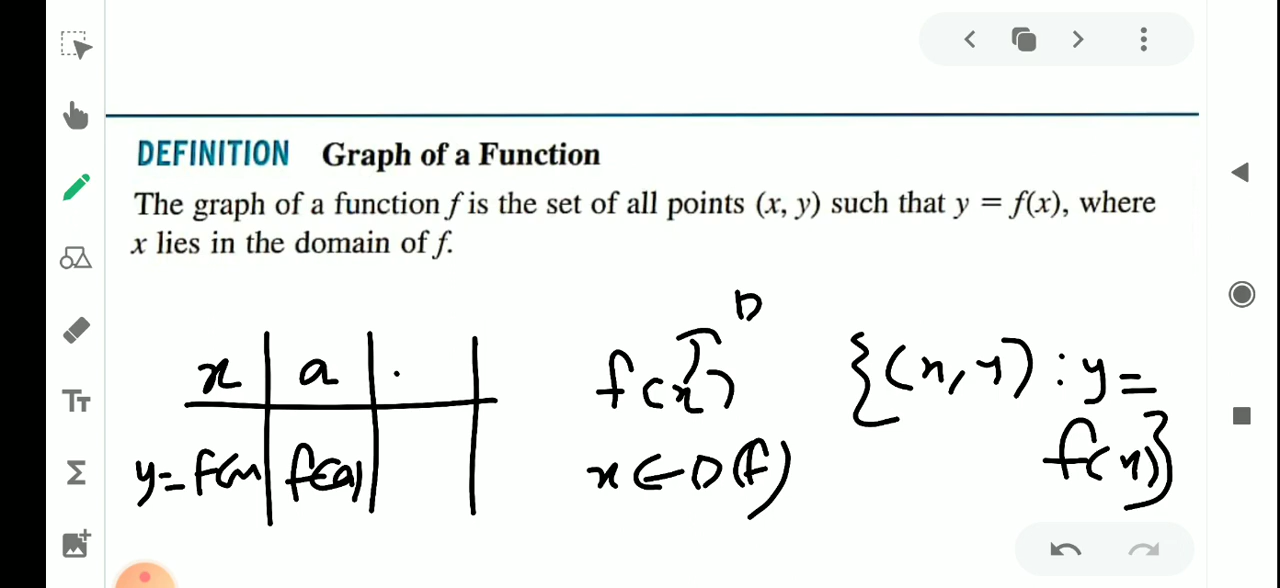 DEFINITION Graph of a Function
The graph of a function f is the set of all points (x, y) such that y = f(x), where
x lies in the domain of f.
D
x a . f(x) {(x, y) : y =
y = f(x) f(a) x ∈ D(f) f(x)}
Tт
Σ